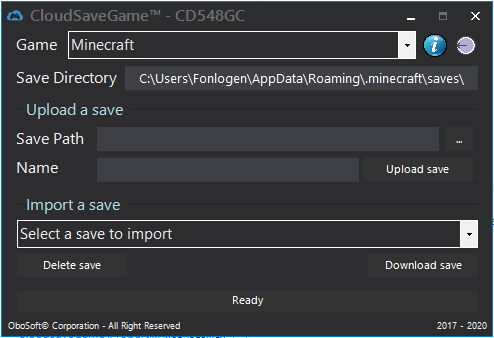 CloudSaveGame™ - CD548GC
Game Minecraft
Save Directory C:\Users\Fonlogen\AppData\Roaming\.minecraft\saves\
Upload a save
Save Path ...
Name Upload save
Import a save
Select a save to import
Delete save Download save
Ready
OboSoft© Corporation - All Right Reserved 2017 - 2020